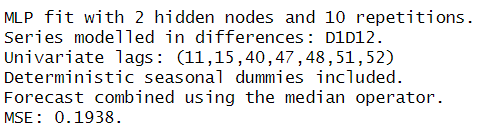 MLP fit with 2 hidden nodes and 10 repetitions.
Series modelled in differences: D1D12.
Univariate lags: (11,15,40,47,48,51,52)
Deterministic seasonal dummies included.
Forecast combined using the median operator.
MSE: 0.1938.